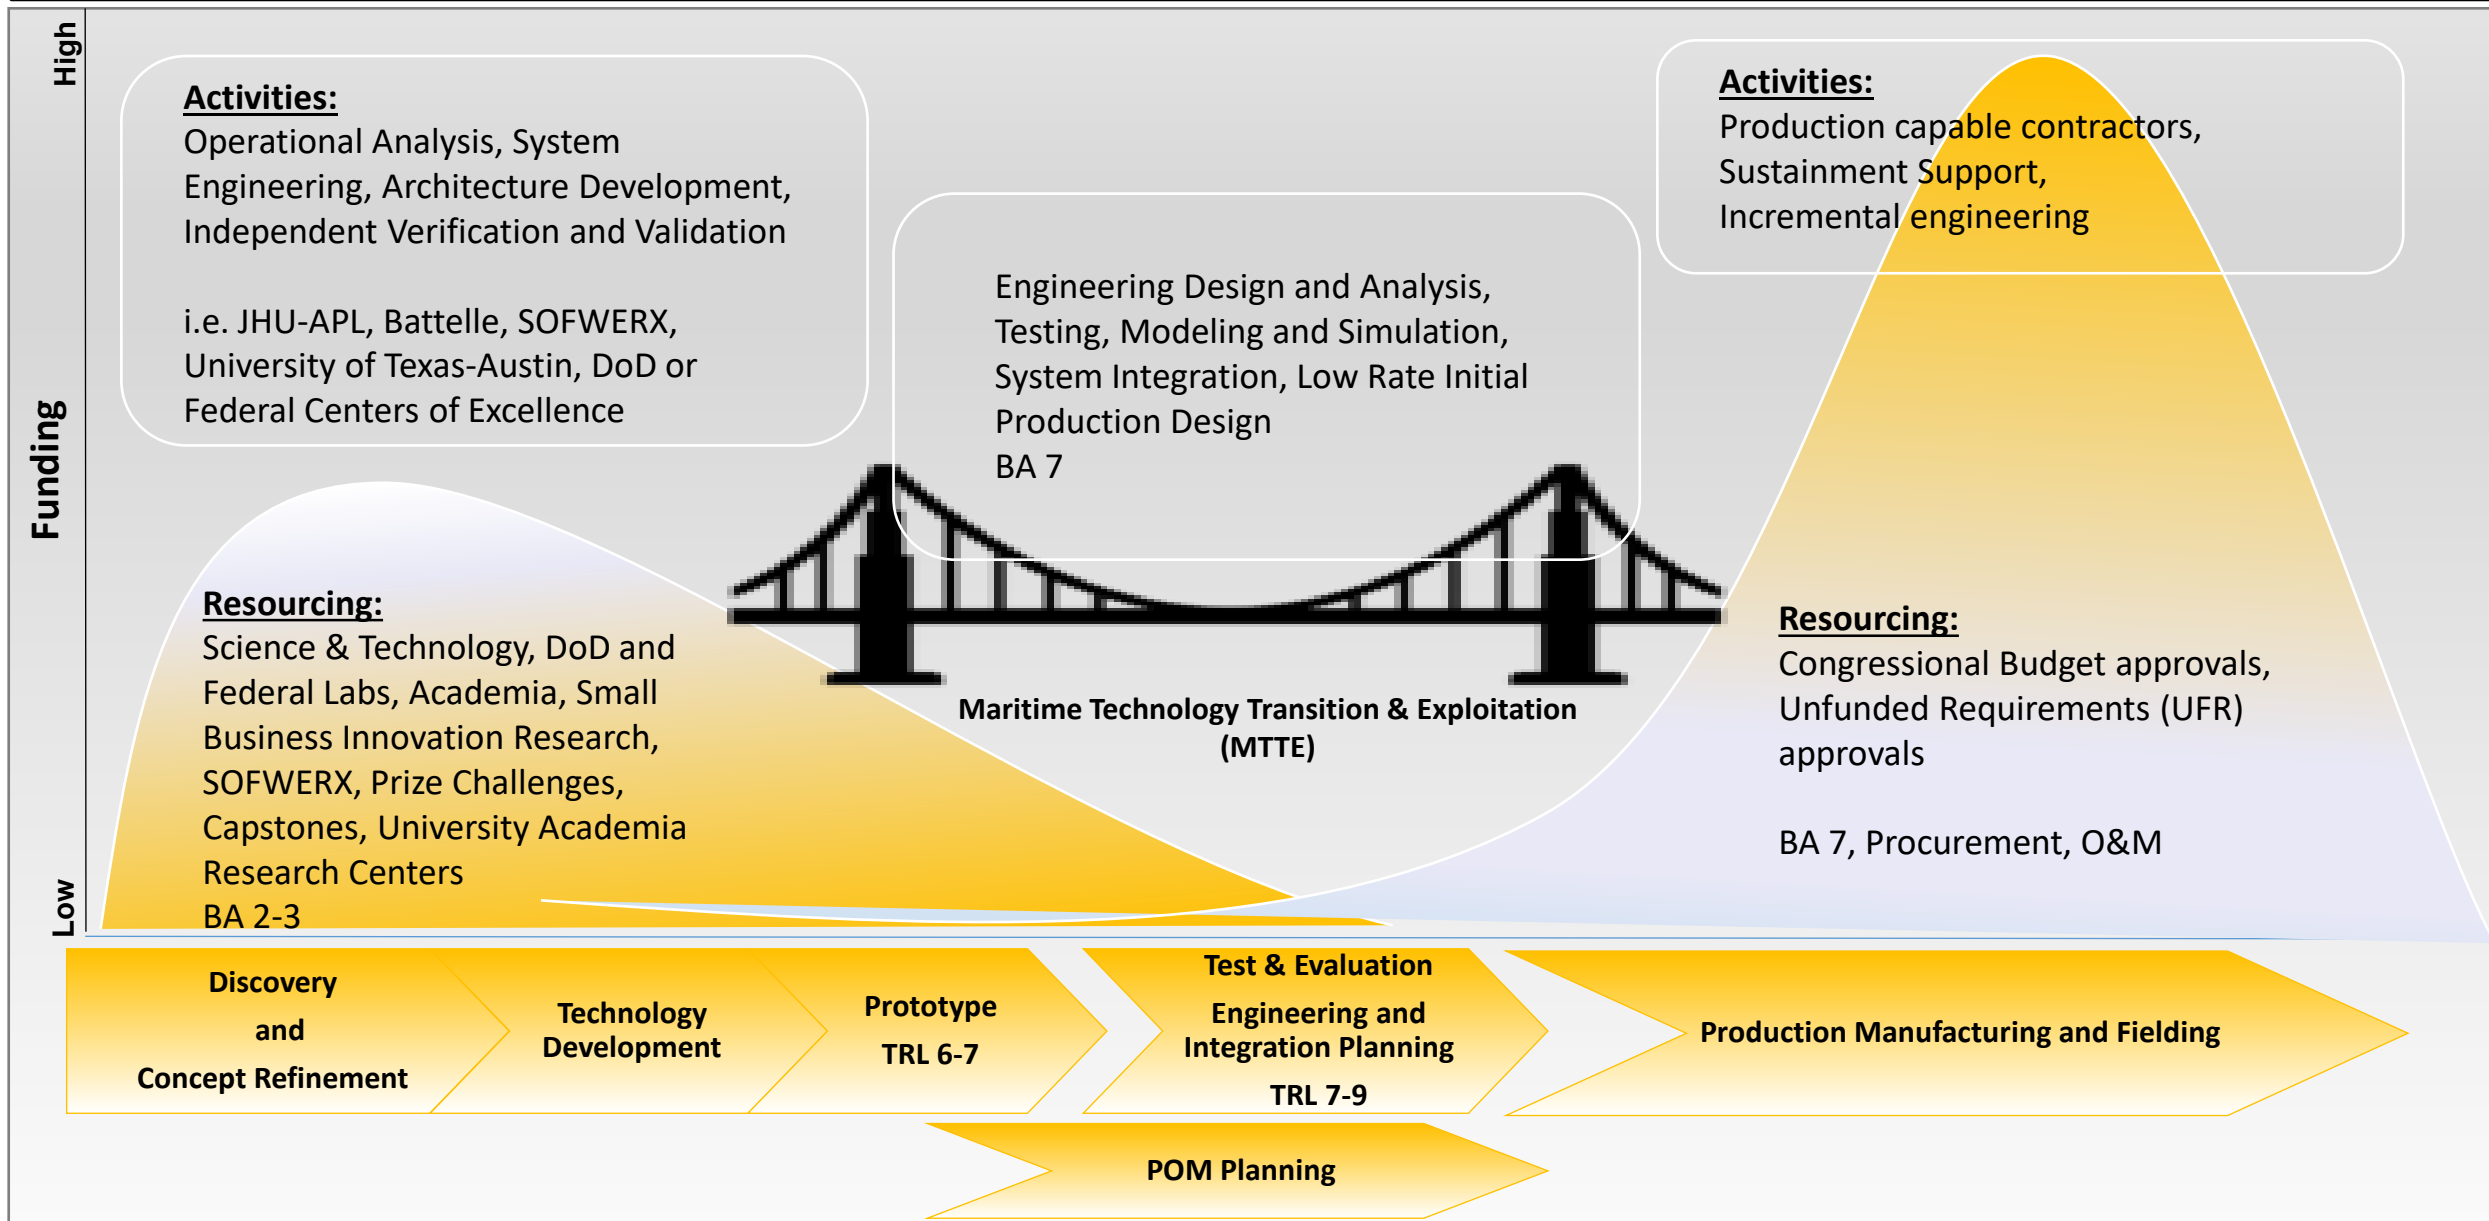 High
Funding
Low
Activities:
Operational Analysis, System
Engineering, Architecture Development,
Independent Verification and Validation
i.e. JHU-APL, Battelle, SOFWERX,
University of Texas-Austin, DoD or
Federal Centers of Excellence
Engineering Design and Analysis,
Testing, Modeling and Simulation,
System Integration, Low Rate Initial
Production Design
BA 7
Activities:
Production capable contractors,
Sustainment Support,
Incremental engineering
Resourcing:
Science & Technology, DoD and
Federal Labs, Academia, Small
Business Innovation Research,
SOFWERX, Prize Challenges,
Capstones, University Academia
Research Centers
BA 2-3
Maritime Technology Transition & Exploitation
(MTTE)
Resourcing:
Congressional Budget approvals,
Unfunded Requirements (UFR)
approvals
BA 7, Procurement, O&M
Discovery
and
Concept Refinement
Technology
Development
Prototype
TRL 6-7
Test & Evaluation
Engineering and
Integration Planning
TRL 7-9
Production Manufacturing and Fielding
POM Planning